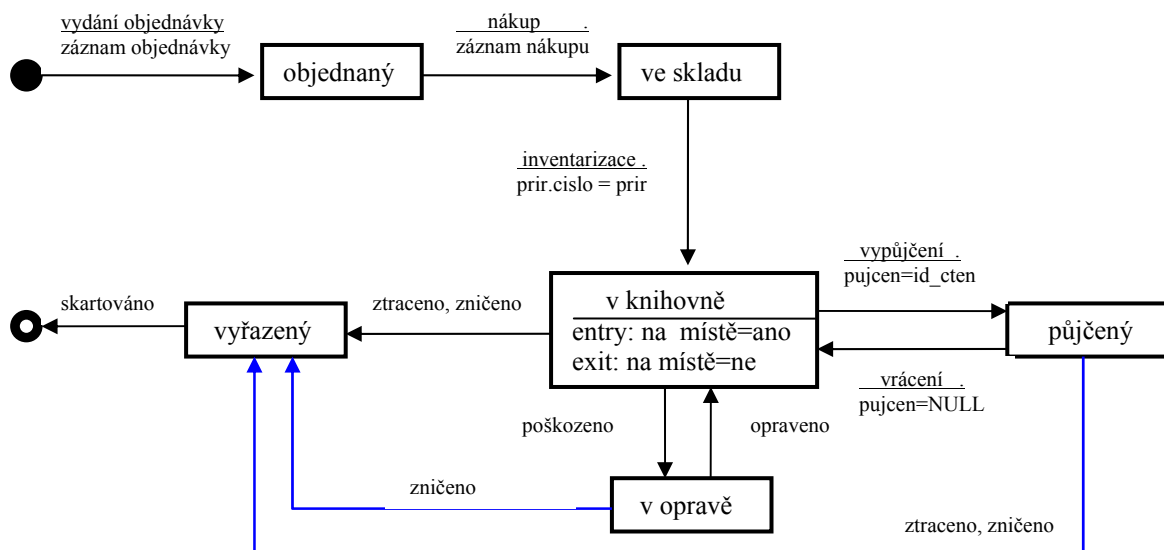 vydání objednávky
záznam objednávky
nákup .
záznam nákupu
objednaný
ve skladu
inventarizace .
prir.cislo = prir
vypůjčení .
pujcen=id_cten
skartováno
vyřazený
ztraceno, zničeno
v knihovně
entry: na místě=ano
exit: na místě=ne
půjčený
vrácení .
pujcen=NULL
poškozeno
opraveno
zničeno
v opravě
ztraceno, zničeno